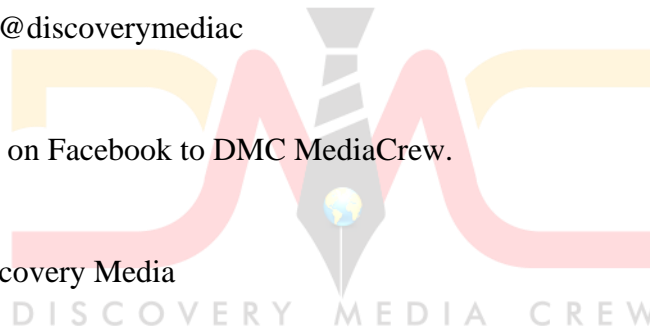 @discoverymediac
on Facebook to DMC MediaCrew.
covery Media
DISCOVERY MEDIA CREW